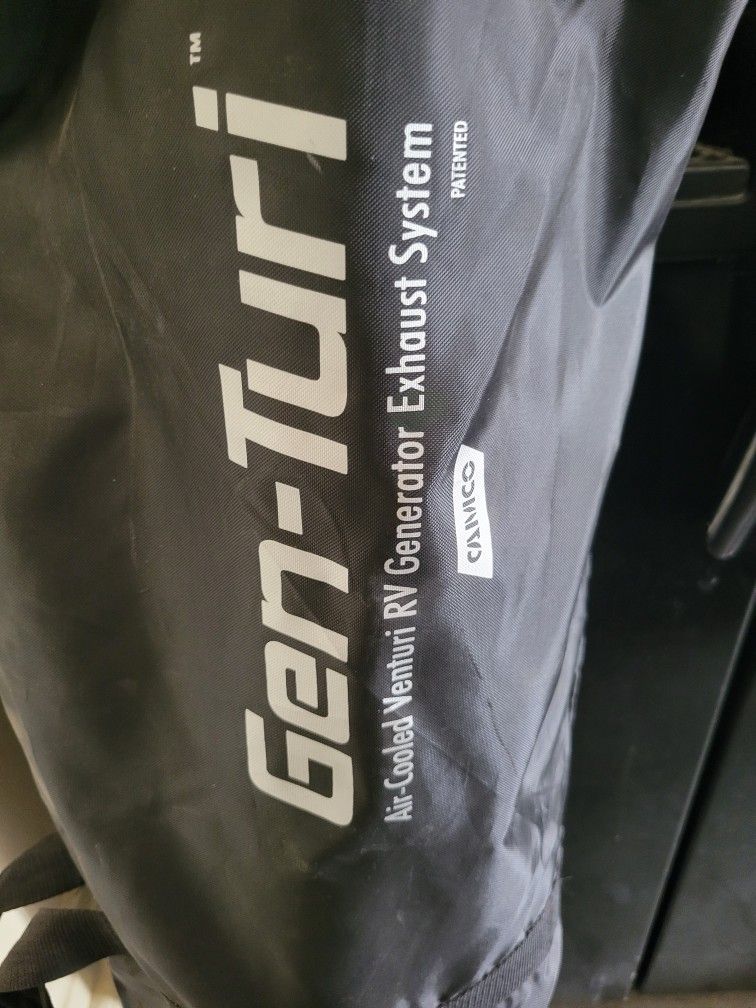 Gen-Turi™
Air-Cooled Venturi RV Generator Exhaust System
CAMCO
PATENTED